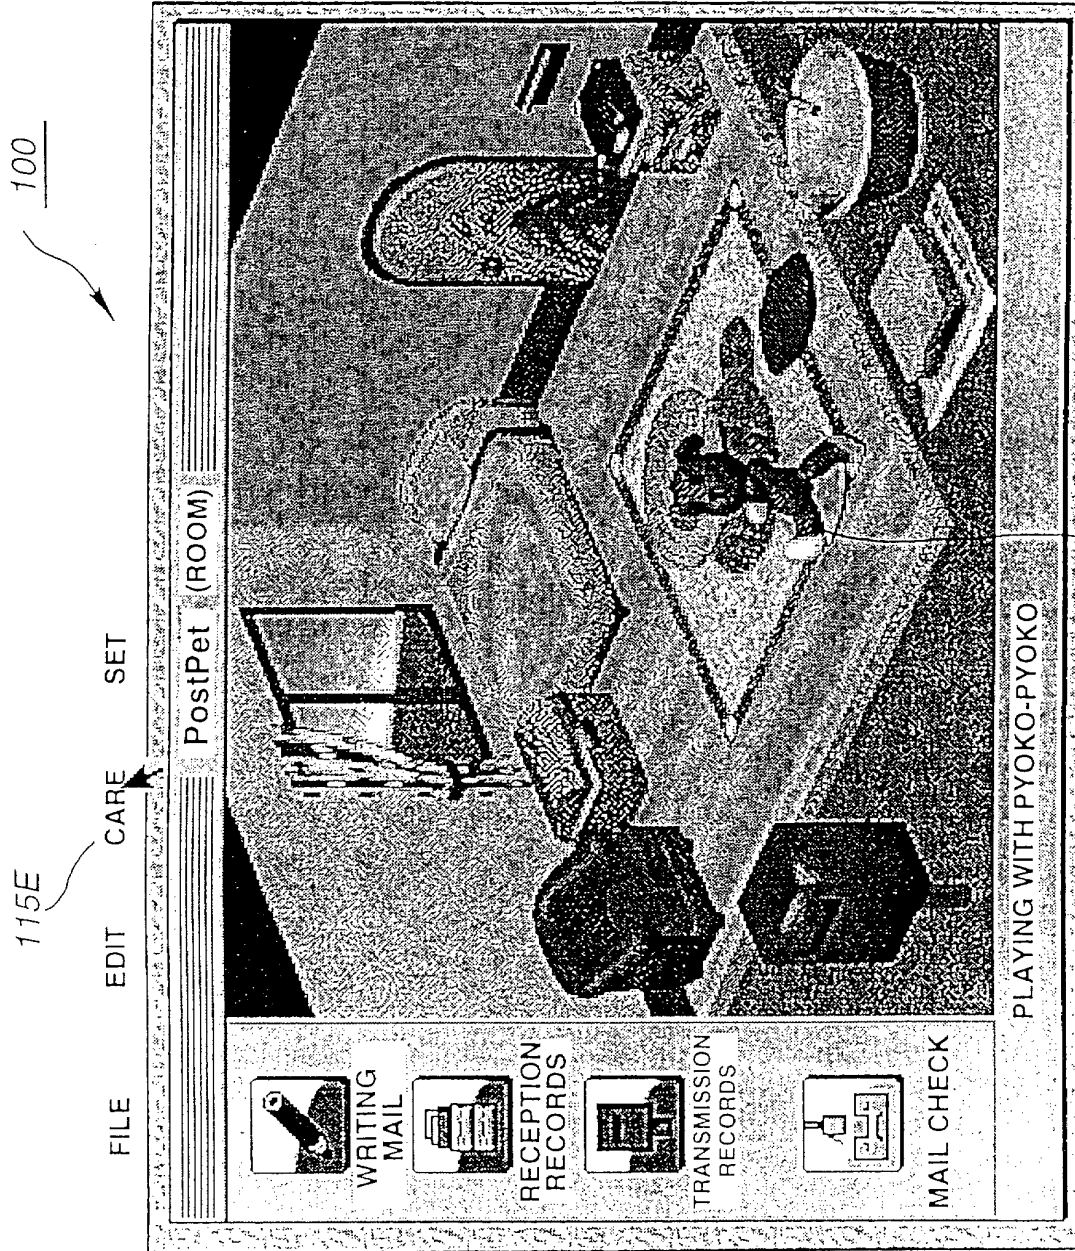 100
115E
FILE EDIT CARE SET
PostPet (ROOM)
WRITING
MAIL
RECEPTION
RECORDS
TRANSMISSION
RECORDS
MAIL CHECK
PLAYING WITH PYOKO-PYOKO